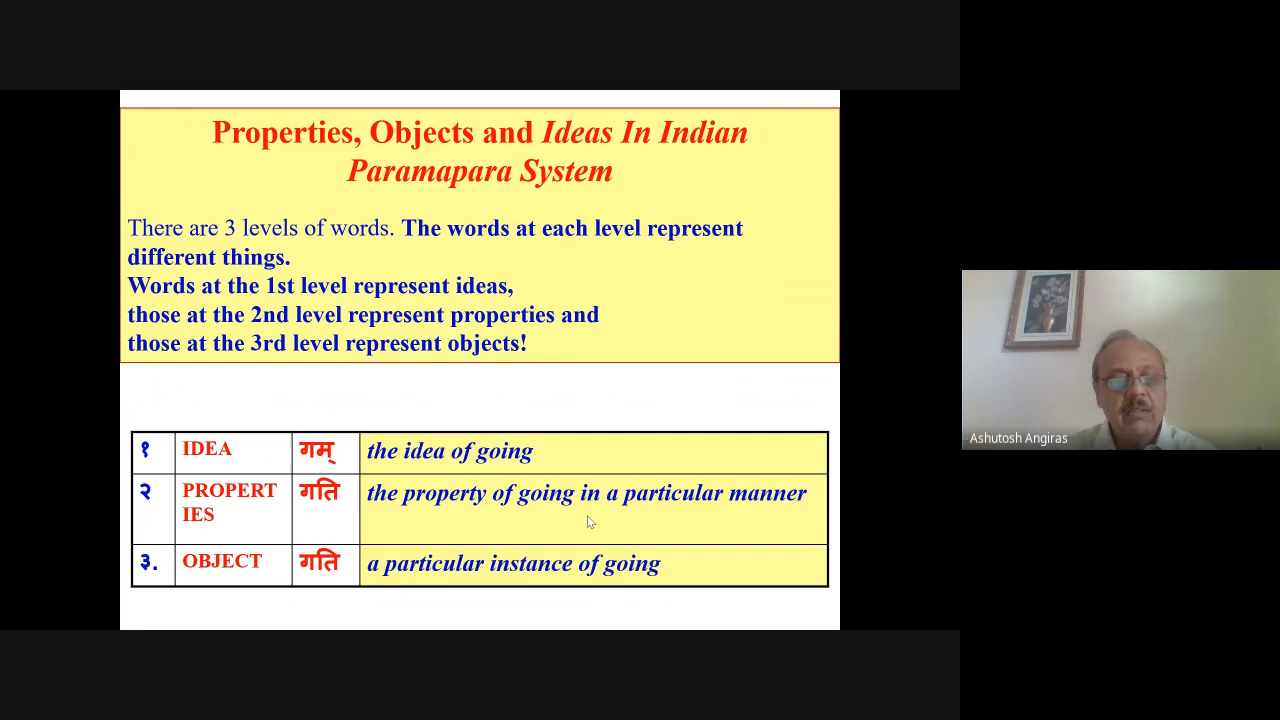 Properties, Objects and Ideas In Indian
Paramapara System
There are 3 levels of words. The words at each level represent
different things.
Words at the 1st level represent ideas,
those at the 2nd level represent properties and
those at the 3rd level represent objects!
१ IDEA गम् the idea of going
२ PROPERT गति the property of going in a particular manner
IES
३. OBJECT गति a particular instance of going
Ashutosh Angiras